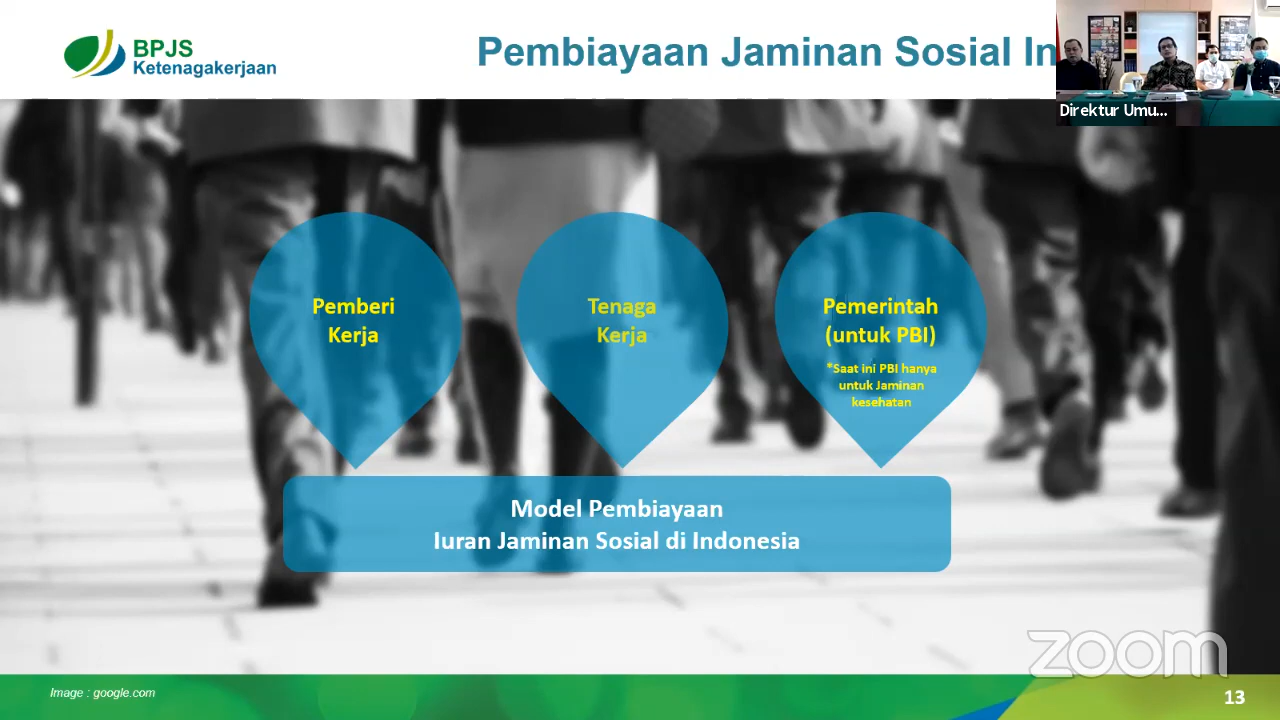 BPJS
Ketenagakerjaan
Pembiayaan Jaminan Sosial In
Direktur Umu...
Pemberi
Kerja
Tenaga
Kerja
Pemerintah
(untuk PBI)
*Saat ini PBI hanya
untuk Jaminan
kesehatan
Model Pembiayaan
Iuran Jaminan Sosial di Indonesia
zoom
Image : google.com
13